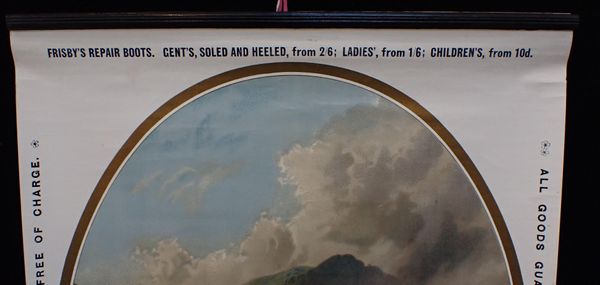 FRISBY'S REPAIR BOOTS. GENT'S, SOLED AND HEELED, from 2/6; LADIES', from 1/6; CHILDREN'S, from 10d.
FREE OF CHARGE.
ALL GOODS GUA